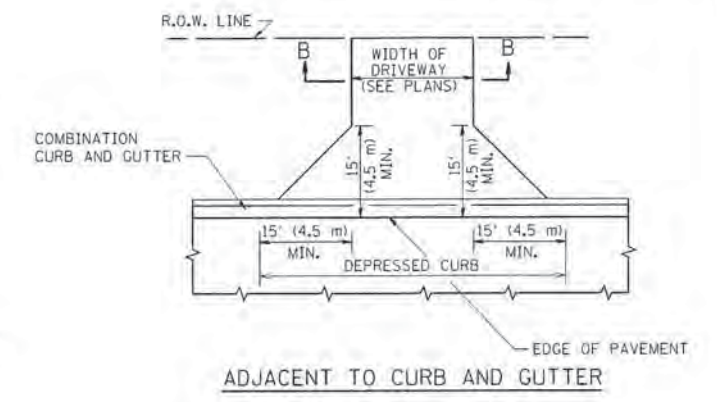 R.O.W. LINE
B
B
WIDTH OF
DRIVEWAY
(SEE PLANS)
COMBINATION
CURB AND GUTTER
15'
(4.5 m)
MIN.
15'
(4.5 m)
MIN.
15' (4.5 m)
MIN.
15' (4.5 m)
MIN.
DEPRESSED CURB
EDGE OF PAVEMENT
ADJACENT TO CURB AND GUTTER